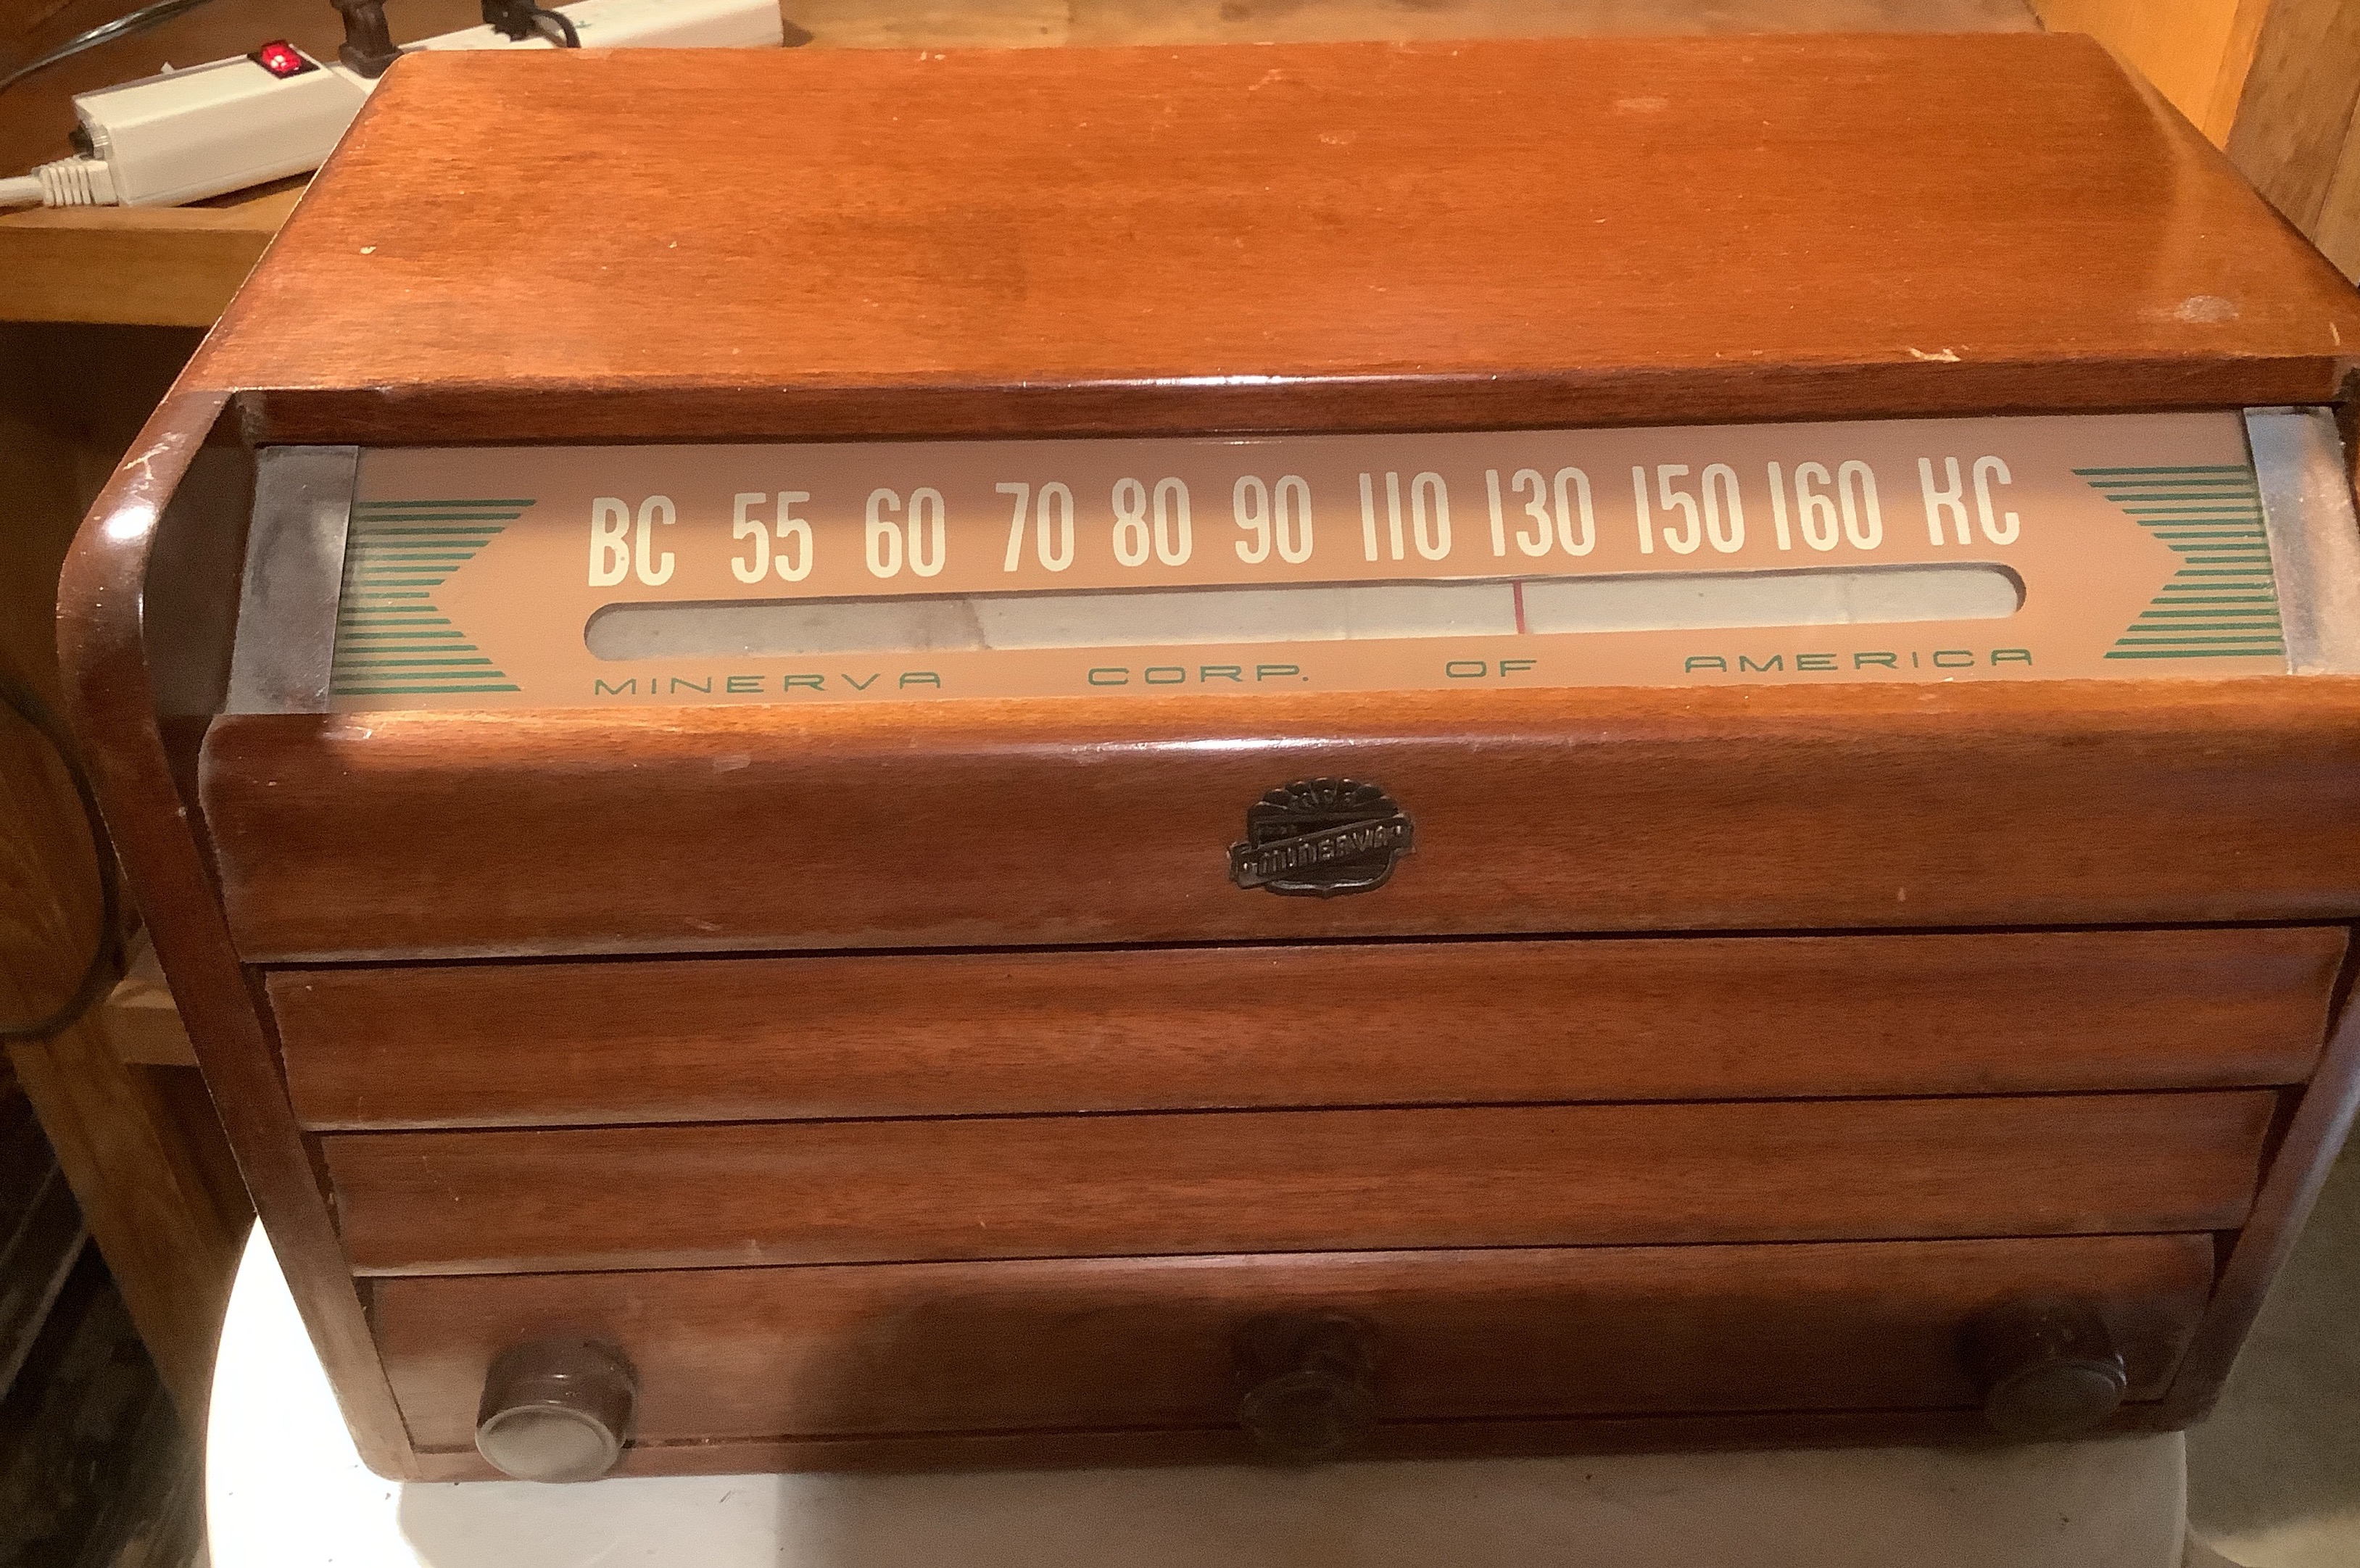 BC 55 60 70 80 90 110 130 150 160 KC
MINERVA CORP. OF AMERICA
MINERVA